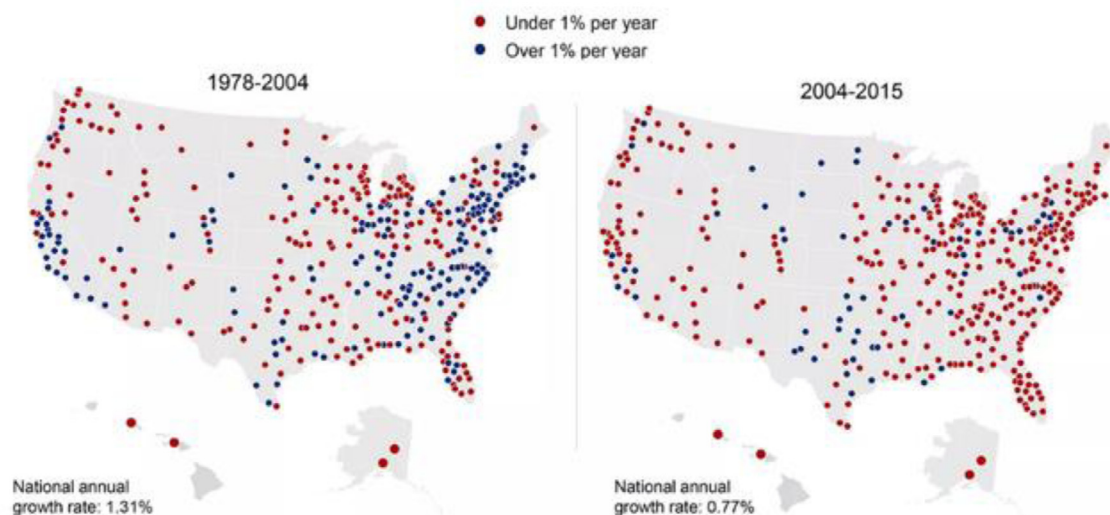 Under 1% per year
Over 1% per year
1978-2004
2004-2015
National annual
growth rate: 1.31%
National annual
growth rate: 0.77%